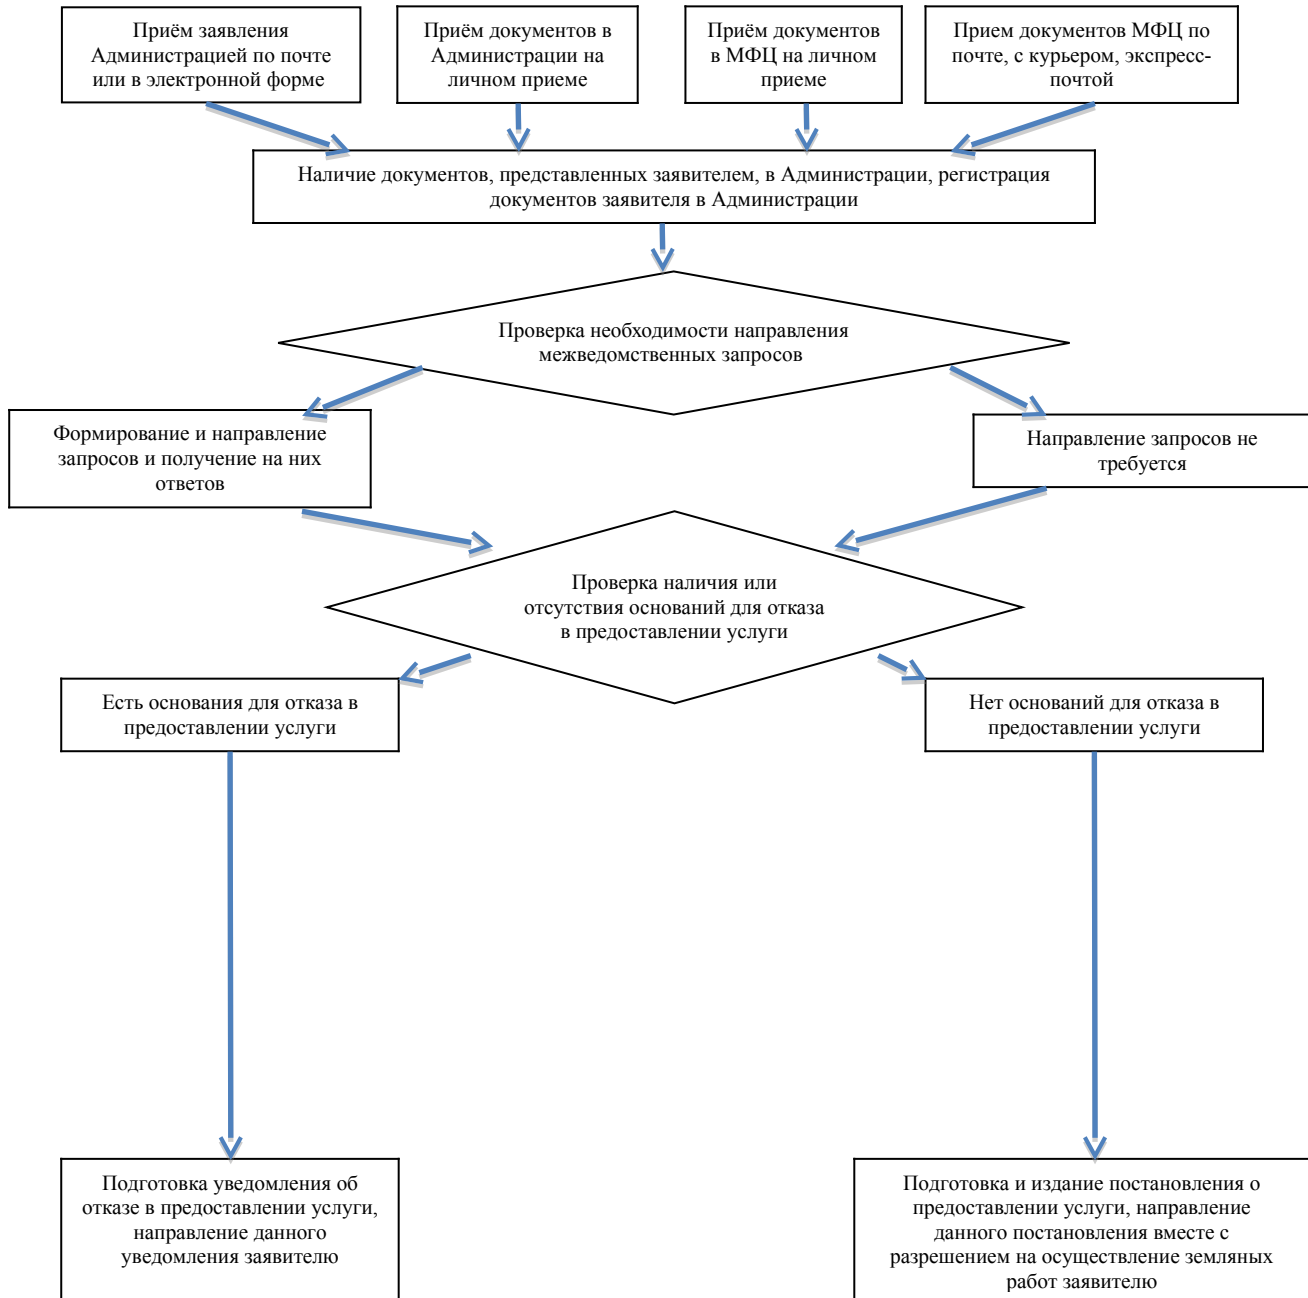 Приём заявления
Администрацией по почте
или в электронной форме
Приём документов в
Администрации на
личном приеме
Приём документов
в МФЦ на личном
приеме
Прием документов МФЦ по
почте, с курьером, экспресс-
почтой
Наличие документов, представленных заявителем, в Администрации, регистрация
документов заявителя в Администрации
Проверка необходимости направления
межведомственных запросов
Формирование и направление
запросов и получение на них
ответов
Направление запросов не
требуется
Проверка наличия или
отсутствия оснований для отказа
в предоставлении услуги
Есть основания для отказа в
предоставлении услуги
Нет оснований для отказа в
предоставлении услуги
Подготовка уведомления об
отказе в предоставлении услуги,
направление данного
уведомления заявителю
Подготовка и издание постановления о
предоставлении услуги, направление
данного постановления вместе с
разрешением на осуществление земляных
работ заявителю